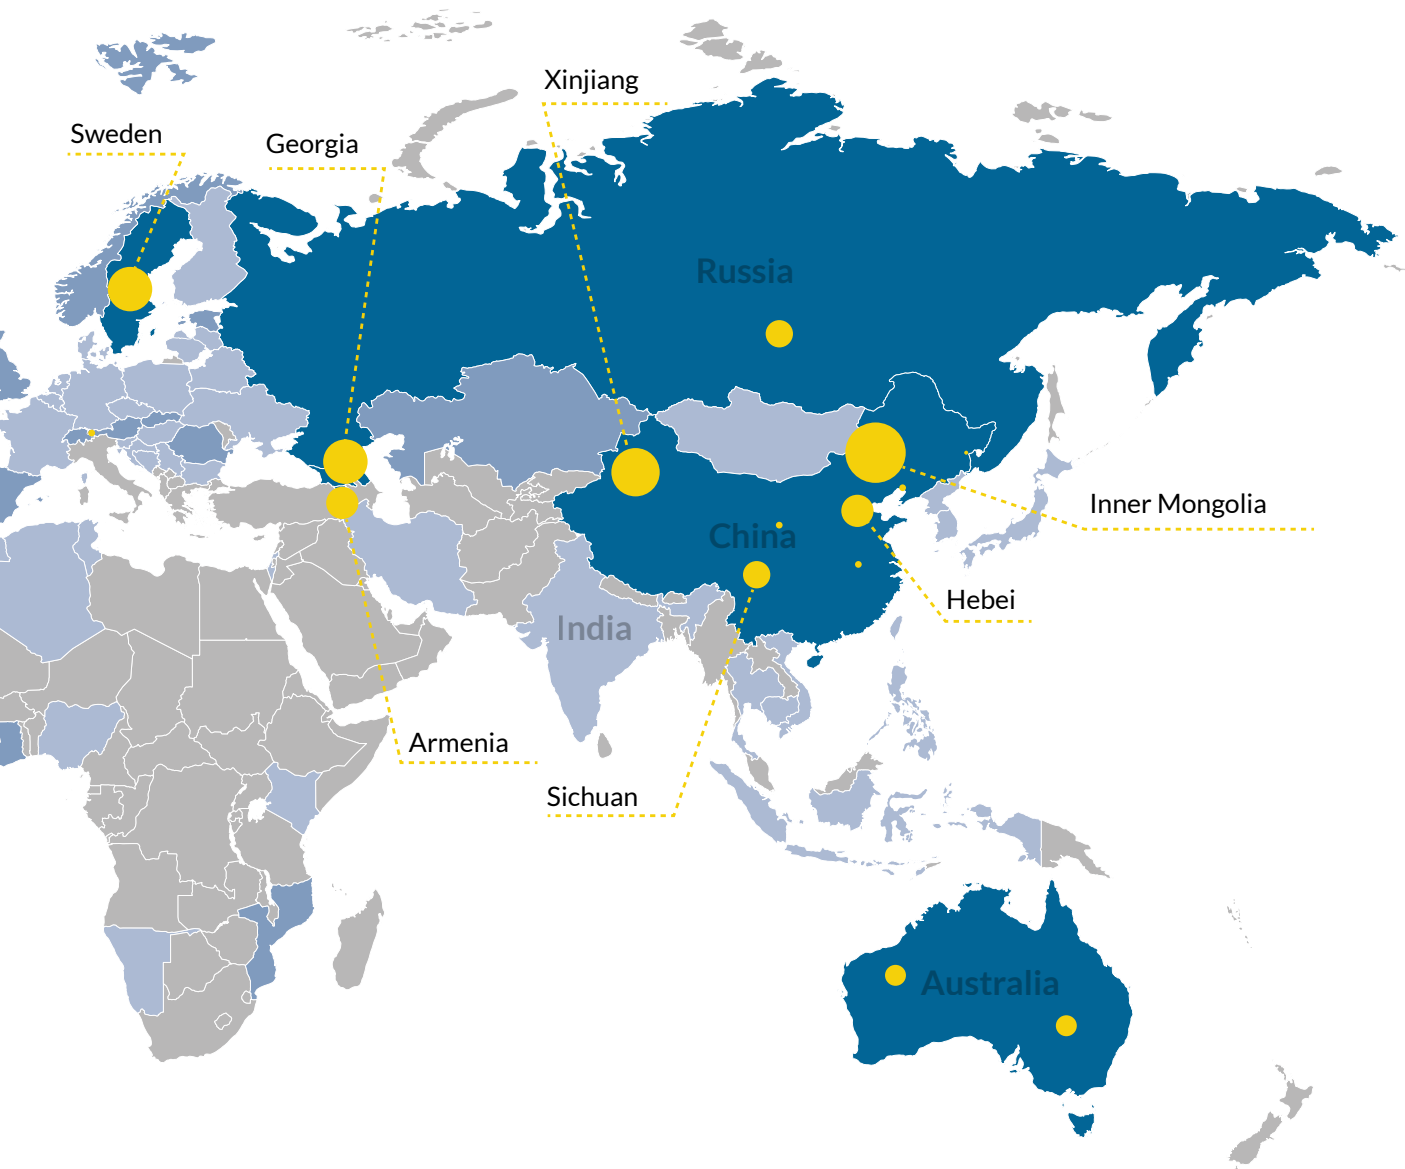 Xinjiang
Sweden
Georgia
Russia
Inner Mongolia
China
Hebei
India
Armenia
Sichuan
Australia